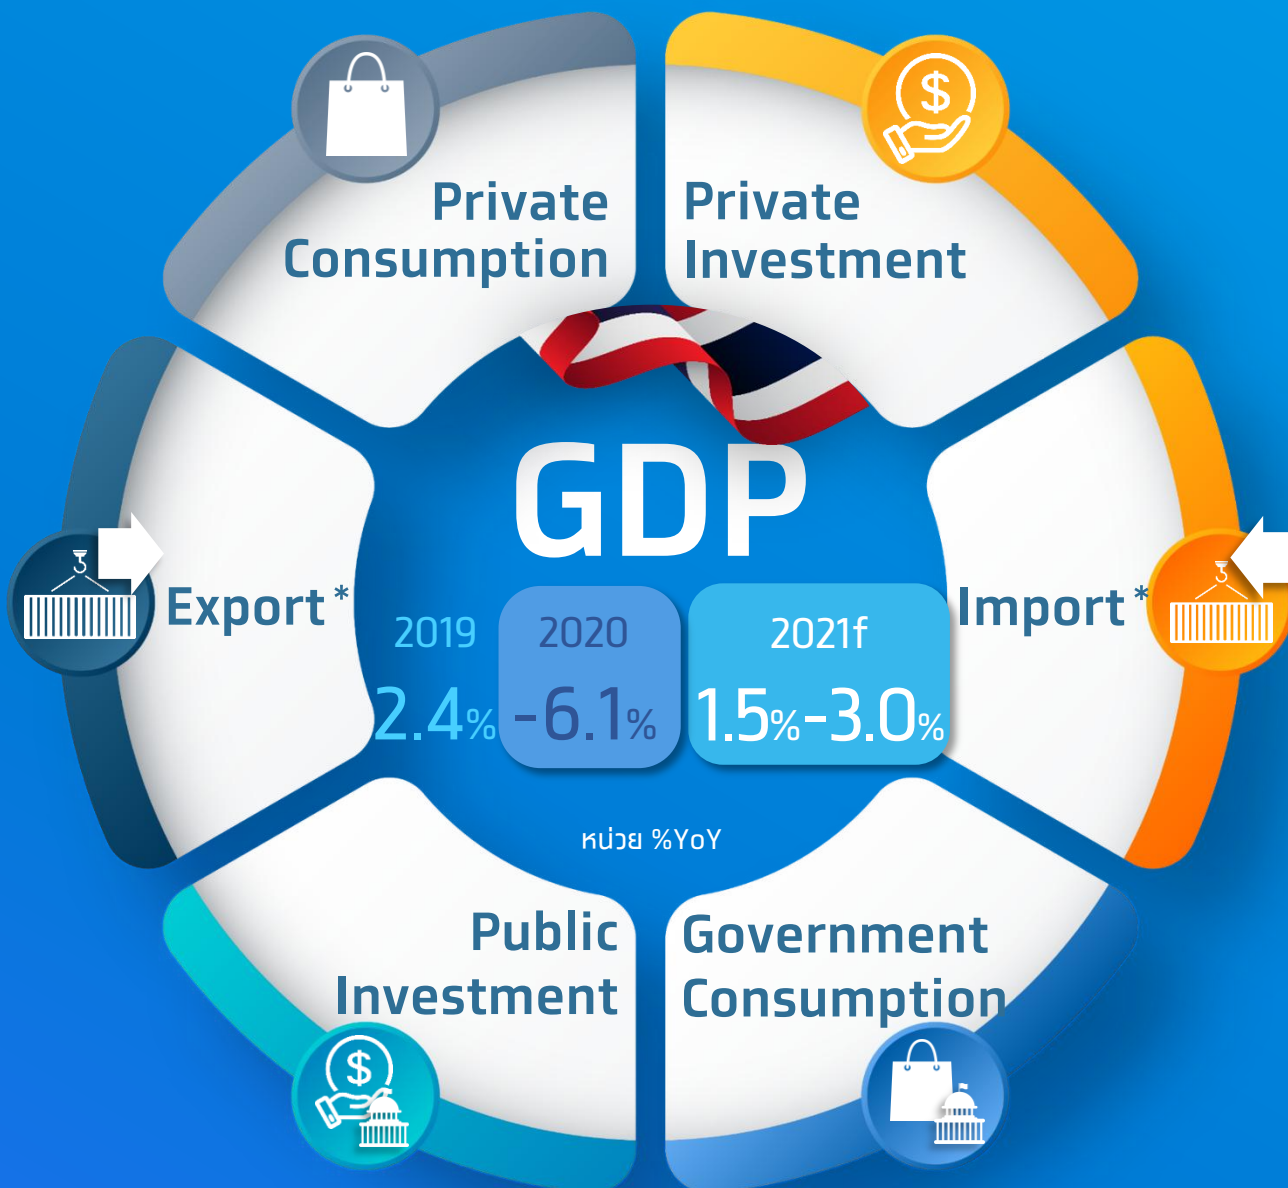 Private
Consumption
Private
Investment
GDP
Export*
Import*
2019
2020
2021f
2.4%
-6.1%
1.5%-3.0%
หน่วย %YoY
Public
Investment
Government
Consumption
$
$